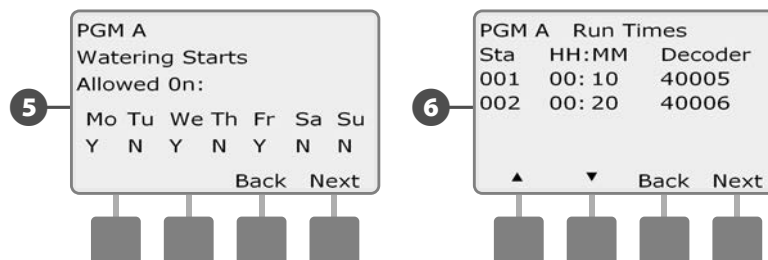 5
PGM A
Watering Starts
Allowed 0n:
Mo Tu We Th Fr Sa Su
Y N Y N Y N N
Back Next
6
PGM A Run Times
Sta HH:MM Decoder
001 00:10 40005
002 00:20 40006
▲ ▼ Back Next